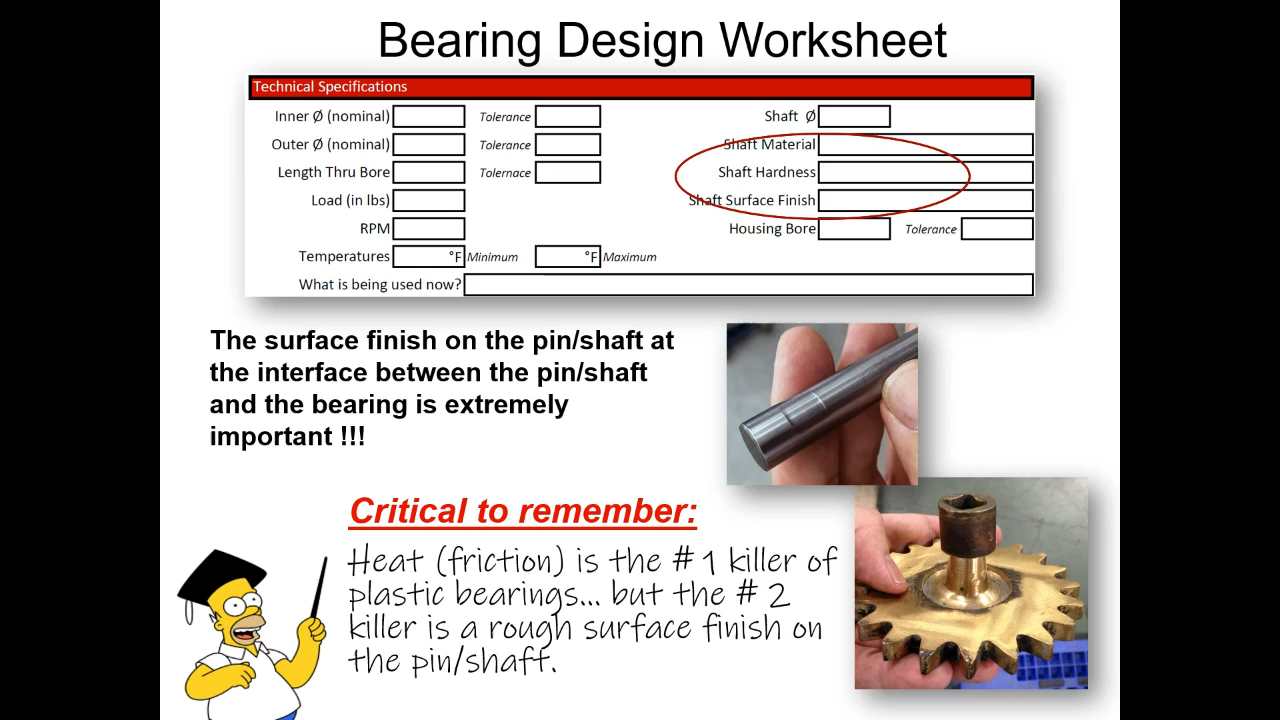 Bearing Design Worksheet
Technical Specifications
Inner Ø (nominal) Tolerance Shaft Ø
Outer Ø (nominal) Tolerance Shaft Material
Length Thru Bore Tolernace Shaft Hardness
Load (in lbs) Shaft Surface Finish
RPM Housing Bore Tolerance
Temperatures °F Minimum °F Maximum
What is being used now?
The surface finish on the pin/shaft at
the interface between the pin/shaft
and the bearing is extremely
important !!!
Critical to remember:
Heat (friction) is the # 1 killer of
plastic bearings... but the # 2
killer is a rough surface finish on
the pin/shaft.